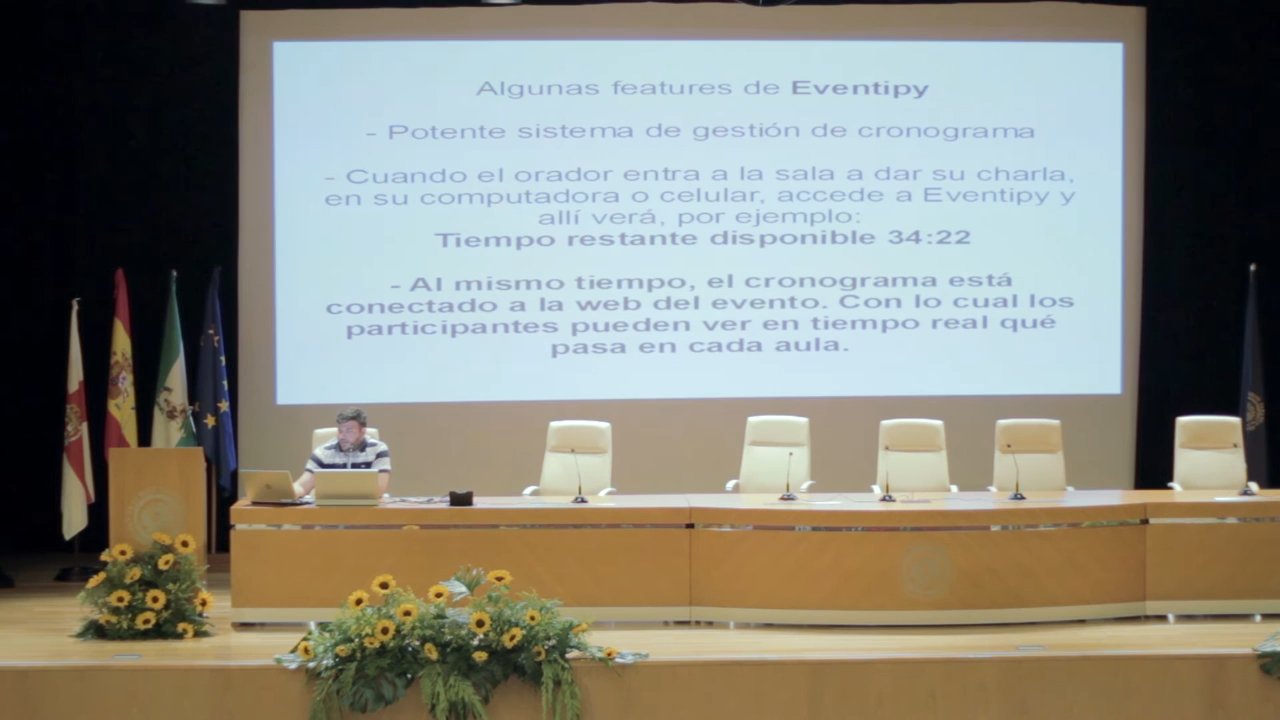 Algunas features de Eventipy
- Potente sistema de gestión de cronograma
- Cuando el orador entra a la sala a dar su charla,
en su computadora o celular, accede a Eventipy y
allí verá, por ejemplo:
Tiempo restante disponible 34:22
- Al mismo tiempo, el cronograma está
conectado a la web del evento. Con lo cual los
participantes pueden ver en tiempo real qué
pasa en cada aula.